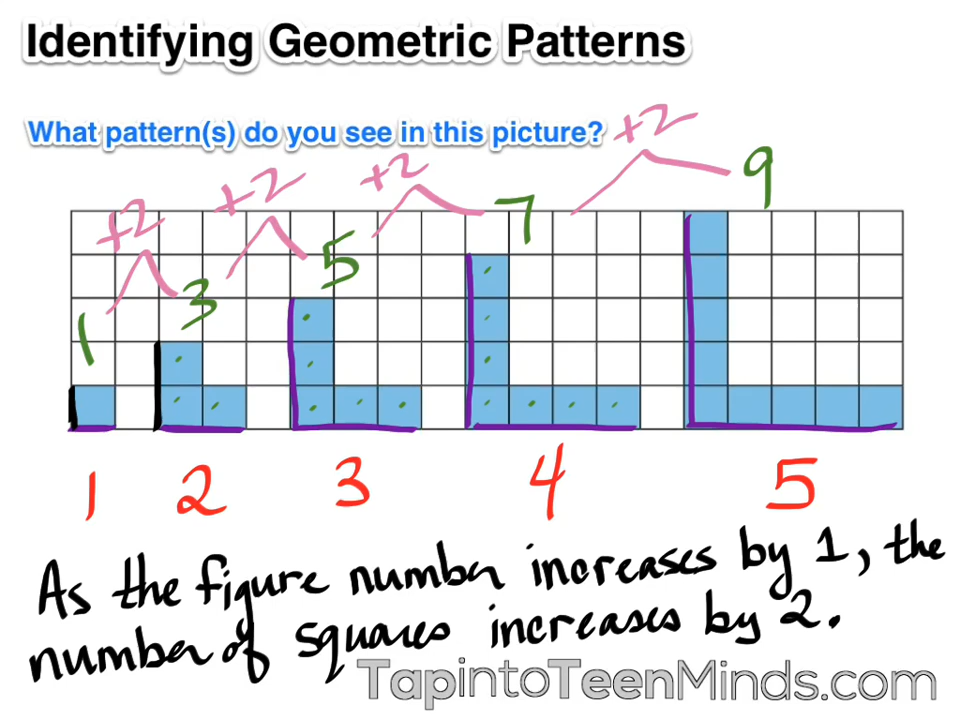 Identifying Geometric Patterns
What pattern(s) do you see in this picture?
+2 +2 +2 +2
1 3 5 7 9
1 2 3 4 5
As the figure number increases by 1, the
number of squares increases by 2.
TapintoTeenMinds.com